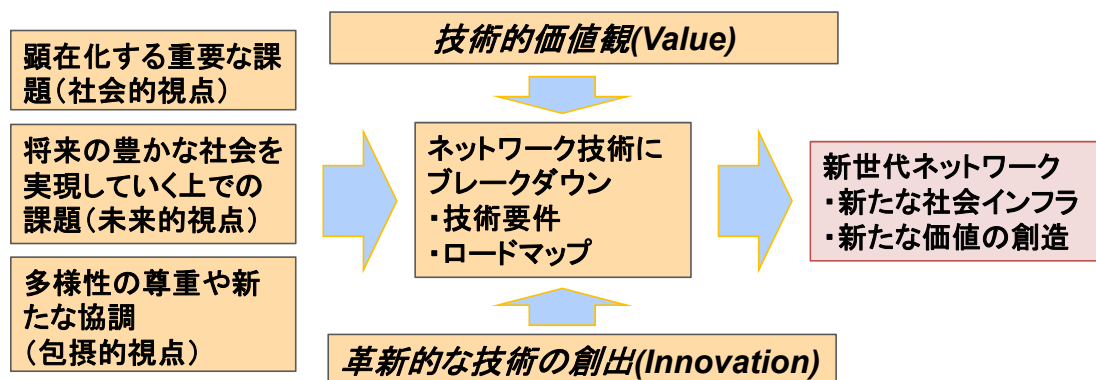 顕在化する重要な課
題(社会的視点)
将来の豊かな社会を
実現していく上での
課題(未来的視点)
多様性の尊重や新
たな協調
(包摂的視点)
技術的価値観(Value)
ネットワーク技術に
ブレークダウン
・技術要件
・ロードマップ
革新的な技術の創出(Innovation)
新世代ネットワーク
・新たな社会インフラ
・新たな価値の創造